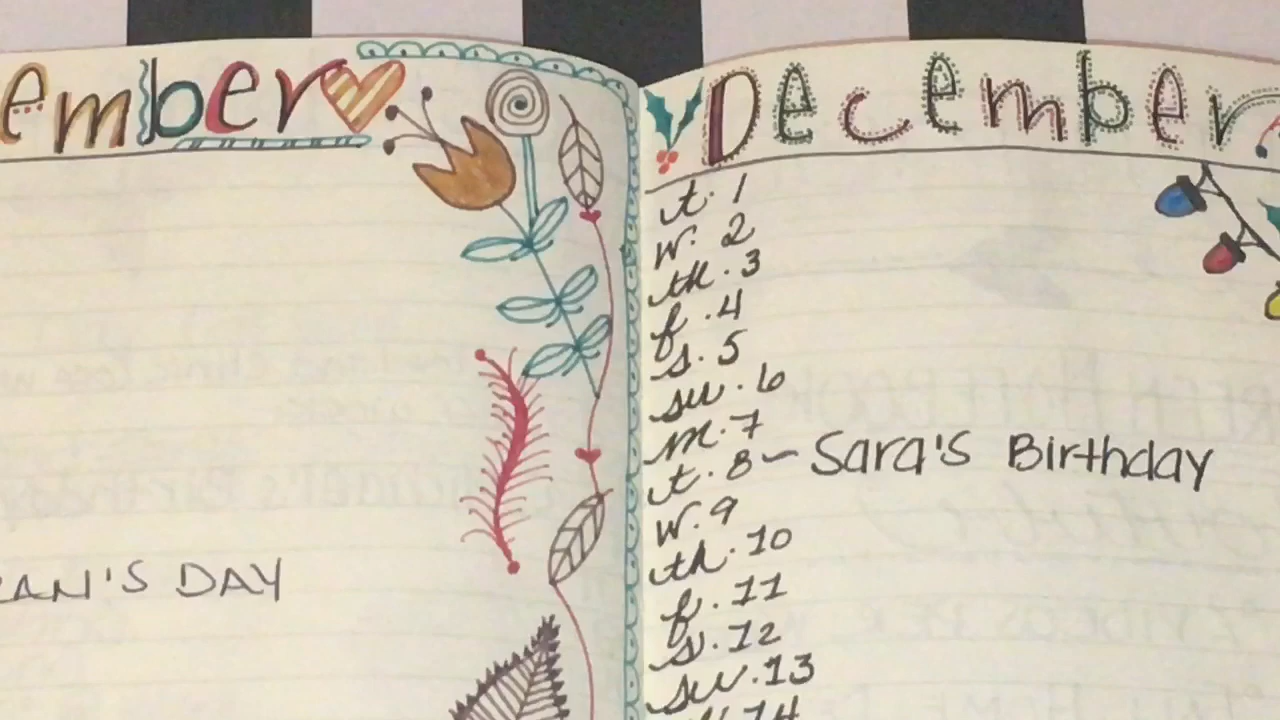 ember
AN'S DAY
December
t. 1
w. 2
th. 3
f. 4
s. 5
su. 6
m. 7
t. 8 ~ Sara's Birthday
w. 9
th. 10
f. 11
s. 12
su. 13
14